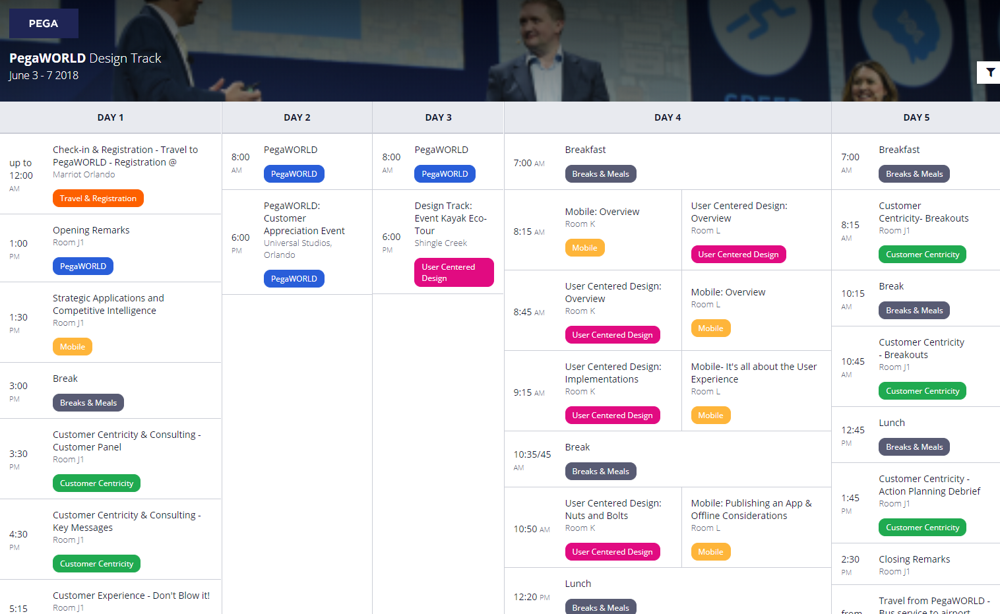 PEGA
PegaWORLD Design Track
June 3 - 7 2018
DAY 1
up to
12:00
AM
Check-in & Registration - Travel to
PegaWORLD - Registration @
Marriot Orlando
Travel & Registration
1:00
PM
Opening Remarks
Room J1
PegaWORLD
1:30
PM
Strategic Applications and
Competitive Intelligence
Room J1
Mobile
3:00
PM
Break
Breaks & Meals
3:30
PM
Customer Centricity & Consulting -
Customer Panel
Room J1
Customer Centricity
4:30
PM
Customer Centricity & Consulting -
Key Messages
Room J1
Customer Centricity
5:15
Customer Experience - Don't Blow it!
Room J1
DAY 2
8:00
AM
PegaWORLD
PegaWORLD
6:00
PM
PegaWORLD:
Customer
Appreciation Event
Universal Studios,
Orlando
PegaWORLD
DAY 3
8:00
AM
PegaWORLD
PegaWORLD
6:00
PM
Design Track:
Event Kayak Eco-
Tour
Shingle Creek
User Centered
Design
DAY 4
7:00 AM
Breakfast
Breaks & Meals
8:15 AM
Mobile: Overview
Room K
Mobile
User Centered Design:
Overview
Room L
User Centered Design
8:45 AM
User Centered Design:
Overview
Room K
User Centered Design
Mobile: Overview
Room L
Mobile
9:15 AM
User Centered Design:
Implementations
Room K
User Centered Design
Mobile- It's all about the User
Experience
Room L
Mobile
10:35/45
AM
Break
Breaks & Meals
10:50 AM
User Centered Design:
Nuts and Bolts
Room K
User Centered Design
Mobile: Publishing an App &
Offline Considerations
Room L
Mobile
12:20 PM
Lunch
Breaks & Meals
DAY 5
7:00
AM
Breakfast
Breaks & Meals
8:15
AM
Customer
Centricity- Breakouts
Room J1
Customer Centricity
10:15
AM
Break
Breaks & Meals
10:45
AM
Customer Centricity
- Breakouts
Room J1
Customer Centricity
12:45
PM
Lunch
Breaks & Meals
1:45
PM
Customer Centricity -
Action Planning Debrief
Room J1
Customer Centricity
2:30
PM
Closing Remarks
Room J1
from
Travel from PegaWORLD -
Bus service to airport